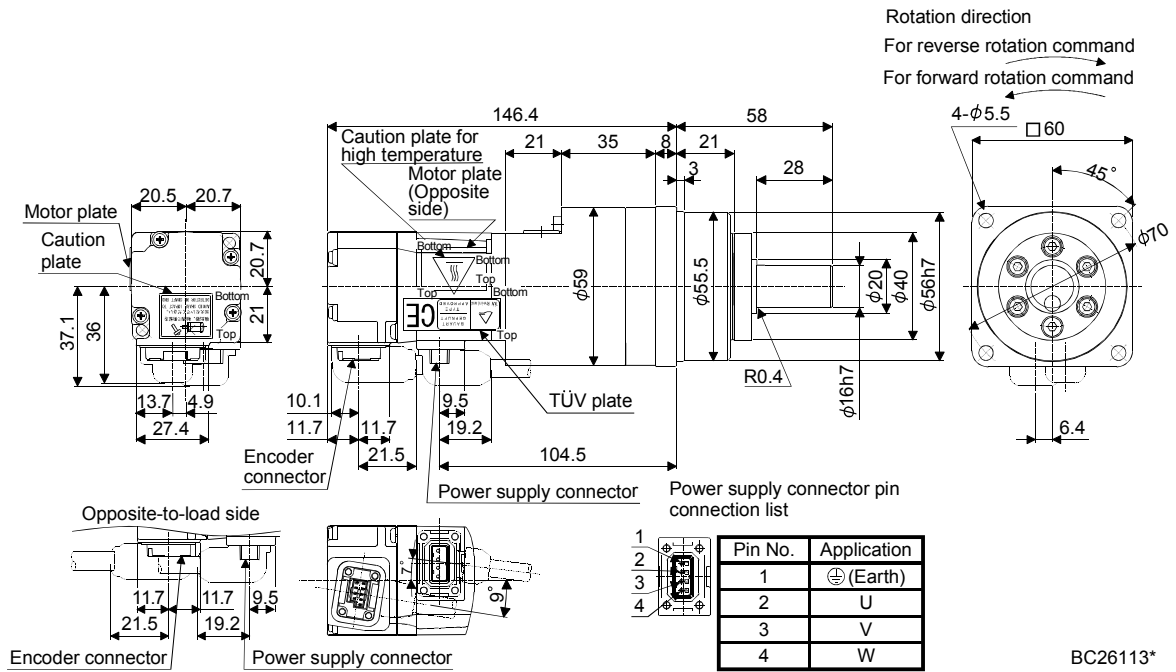 Rotation direction
For reverse rotation command
For forward rotation command
146.4
58
4-ϕ5.5
□60
Caution plate for
high temperature
21
35
8
21
Motor plate
(Opposite
side)
3
28
45°
20.5
20.7
Motor plate
Caution
plate
20.7
Bottom
Bottom
Bottom
Top
Bottom
Top
Top
21
37.1
36
CE
TYPE
APPROVED
ϕ59
ϕ55.5
ϕ20
ϕ40
ϕ56h7
ϕ70
R0.4
ϕ16h7
TÜV plate
13.7
4.9
27.4
10.1
11.7
11.7
21.5
9.5
19.2
104.5
6.4
Encoder
connector
Power supply connector
Power supply connector pin
connection list
Opposite-to-load side
11.7
11.7
9.5
21.5
19.2
Encoder connector
Power supply connector
7°
9°
1
2
3
4
Pin No. Application
1 (Earth)
2 U
3 V
4 W
BC26113*